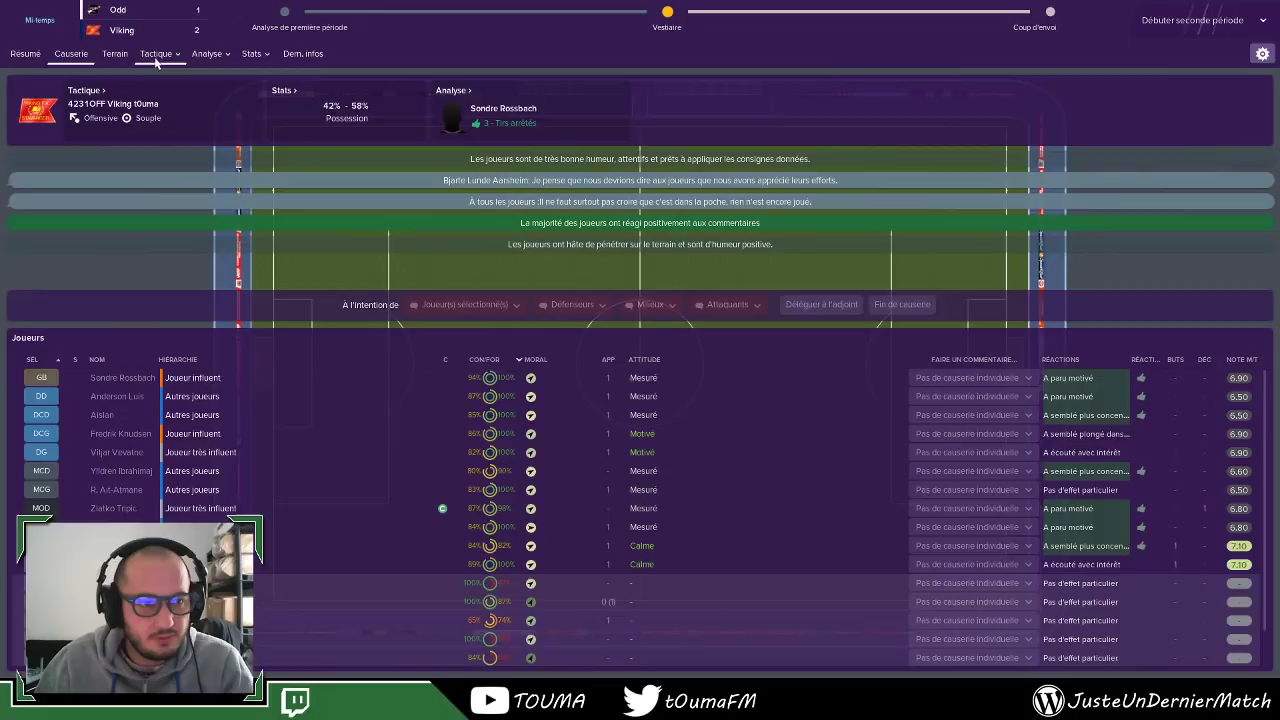 Mi-temps
Odd 1
Viking 2
Analyse de première période
Vestiaire
Coup d'envoi
Débuter seconde période
Résumé Causerie Terrain Tactique Analyse Stats Dern. infos
Tactique >
4231OFF Viking t0uma
Offensive Souple
Stats >
42% - 58%
Possession
Analyse >
Sondre Rossbach
3 - Tirs arrêtés
Les joueurs sont de très bonne humeur, attentifs et prêts à appliquer les consignes données.
Bjarte Lunde Aarsheim: Je pense que nous devrions dire aux joueurs que nous avons apprécié leurs efforts.
À tous les joueurs :Il ne faut surtout pas croire que c'est dans la poche, rien n'est encore joué.
La majorité des joueurs ont réagi positivement aux commentaires
Les joueurs ont hâte de pénétrer sur le terrain et sont d'humeur positive.
À l'intention de Joueur(s) sélectionné(s) Défenseurs Milieux Attaquants Déléguer à l'adjoint Fin de causerie
Joueurs
SÉL S NOM HIÉRARCHIE C CON/FOR MORAL APP ATTITUDE FAIRE UN COMMENTAIRE... RÉACTIONS RÉACTI... BUTS DÉC NOTE M/T
GB Sondre Rossbach Joueur influent 94% 100% 1 Mesuré Pas de causerie individuelle A paru motivé - - 6.90
DD Anderson Luis Autres joueurs 87% 100% 1 Mesuré Pas de causerie individuelle A paru motivé - - 6.50
DCD Aislan Autres joueurs 85% 100% 1 Mesuré Pas de causerie individuelle A semblé plus concen... - - 6.50
DCG Fredrik Knudsen Joueur influent 86% 100% 1 Motivé Pas de causerie individuelle A semblé plongé dans... - - 6.90
DG Viljar Vevatne Joueur très influent 82% 100% 1 Motivé Pas de causerie individuelle A écouté avec intérêt - - 6.90
MCD Ylldren Ibrahimaj Autres joueurs 80% 90% - Mesuré Pas de causerie individuelle A semblé plus concen... - - 6.60
MCG R. Ait-Atmane Autres joueurs 83% 100% 1 Mesuré Pas de causerie individuelle Pas d'effet particulier - - 6.50
MOD Zlatko Tripic Joueur très influent C 87% 98% - Mesuré Pas de causerie individuelle A paru motivé - 1 6.80
84% 100% 1 Mesuré Pas de causerie individuelle A paru motivé - - 6.80
84% 82% 1 Calme Pas de causerie individuelle A semblé plus concen... 1 - 7.10
89% 100% 1 Calme Pas de causerie individuelle A écouté avec intérêt 1 - 7.10
100% - - Pas de causerie individuelle Pas d'effet particulier - - -
100% 87% 0 (1) - Pas de causerie individuelle Pas d'effet particulier - - -
65% 74% 1 - Pas de causerie individuelle Pas d'effet particulier - - -
100% - - Pas de causerie individuelle Pas d'effet particulier - - -
84% - - Pas de causerie individuelle Pas d'effet particulier - - -
TOUMA t0umaFM JusteUnDernierMatch